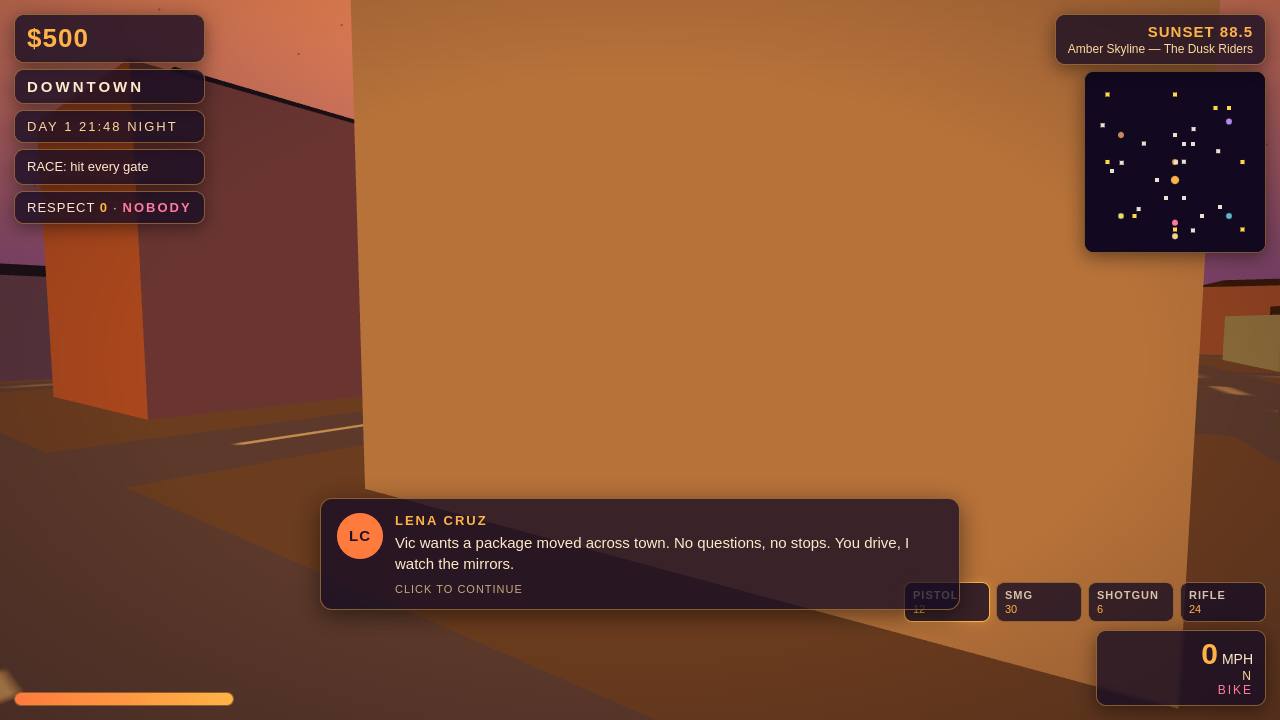 $500
DOWNTOWN
DAY 1 21:48 NIGHT
RACE: hit every gate
RESPECT 0 · NOBODY
SUNSET 88.5
Amber Skyline — The Dusk Riders
LC
LENA CRUZ
Vic wants a package moved across town. No questions, no stops. You drive, I
watch the mirrors.
CLICK TO CONTINUE
PISTOL
12
SMG
30
SHOTGUN
6
RIFLE
24
0 MPH
N
BIKE